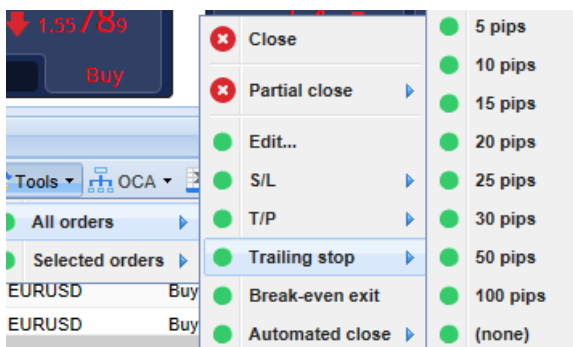 1.55789
Buy
Tools
OCA
All orders
Selected orders
EURUSD Buy
EURUSD Buy
Close
Partial close
Edit...
S/L
T/P
Trailing stop
Break-even exit
Automated close
5 pips
10 pips
15 pips
20 pips
25 pips
30 pips
50 pips
100 pips
(none)